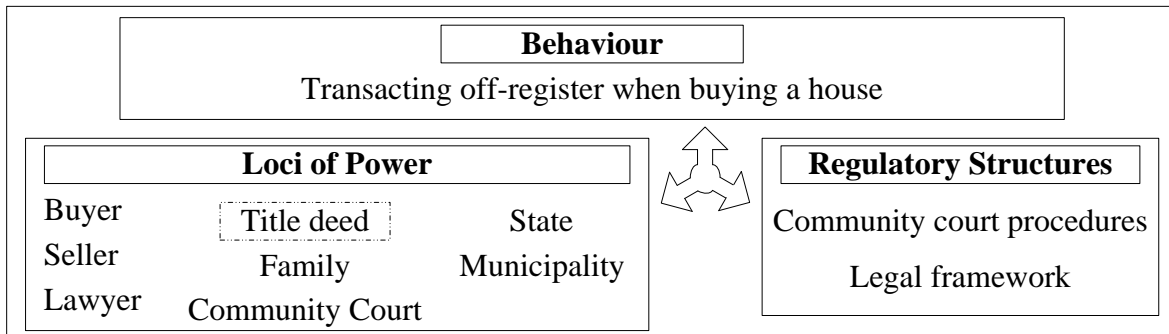 Behaviour
Transacting off-register when buying a house
Loci of Power
Buyer
Seller
Lawyer
Title deed
Family
Community Court
State
Municipality
Regulatory Structures
Community court procedures
Legal framework